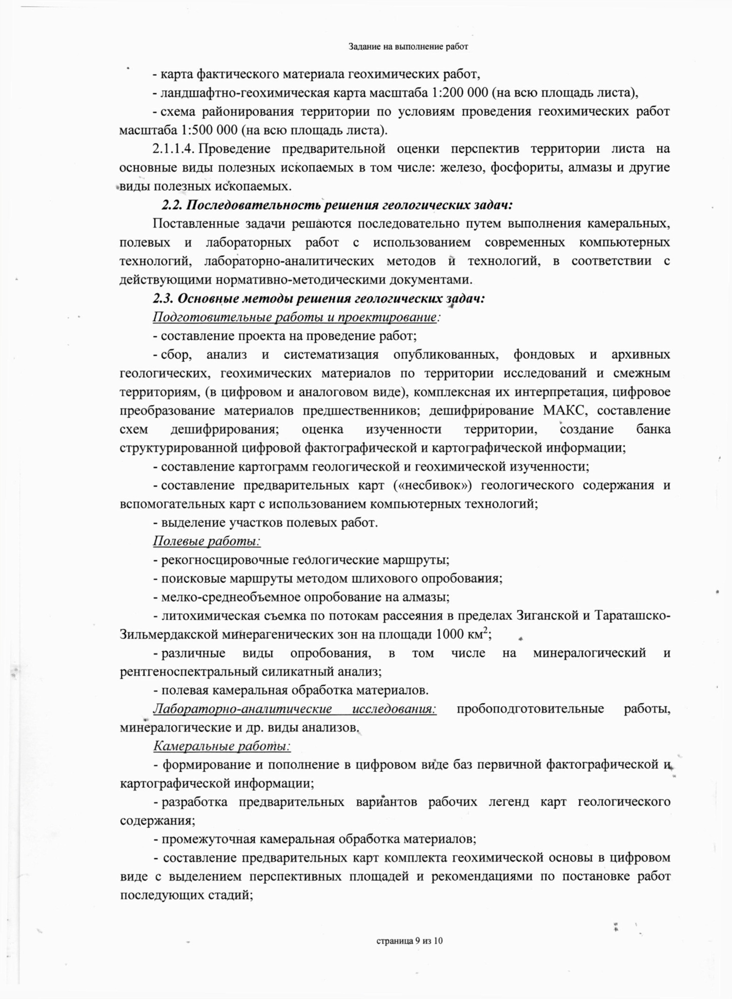 Задание на выполнение работ
- карта фактического материала геохимических работ,
- ландшафтно-геохимическая карта масштаба 1:200 000 (на всю площадь листа),
- схема районирования территории по условиям проведения геохимических работ
масштаба 1:500 000 (на всю площадь листа).
2.1.1.4. Проведение предварительной оценки перспектив территории листа на
основные виды полезных ископаемых в том числе: железо, фосфориты, алмазы и другие
виды полезных ископаемых.
2.2. Последовательность решения геологических задач:
Поставленные задачи решаются последовательно путем выполнения камеральных,
полевых и лабораторных работ с использованием современных компьютерных
технологий, лабораторно-аналитических методов и технологий, в соответствии с
действующими нормативно-методическими документами.
2.3. Основные методы решения геологических задач:
Подготовительные работы и проектирование:
- составление проекта на проведение работ;
- сбор, анализ и систематизация опубликованных, фондовых и архивных
геологических, геохимических материалов по территории исследований и смежным
территориям, (в цифровом и аналоговом виде), комплексная их интерпретация, цифровое
преобразование материалов предшественников; дешифрирование МАКС, составление
схем дешифрирования; оценка изученности территории, создание банка
структурированной цифровой фактографической и картографической информации;
- составление картограмм геологической и геохимической изученности;
- составление предварительных карт («несбивок») геологического содержания и
вспомогательных карт с использованием компьютерных технологий;
- выделение участков полевых работ.
Полевые работы:
- рекогносцировочные геологические маршруты;
- поисковые маршруты методом шлихового опробования;
- мелко-среднеобъемное опробование на алмазы;
- литохимическая съемка по потокам рассеяния в пределах Зиганской и Тараташско-
Зильмердакской минерагенических зон на площади 1000 км²;
- различные виды опробования, в том числе на минералогический и
рентгеноспектральный силикатный анализ;
- полевая камеральная обработка материалов.
Лабораторно-аналитические исследования: пробоподготовительные работы,
минералогические и др. виды анализов.
Камеральные работы:
- формирование и пополнение в цифровом виде баз первичной фактографической и
картографической информации;
- разработка предварительных вариантов рабочих легенд карт геологического
содержания;
- промежуточная камеральная обработка материалов;
- составление предварительных карт комплекта геохимической основы в цифровом
виде с выделением перспективных площадей и рекомендациями по постановке работ
последующих стадий;
страница 9 из 10